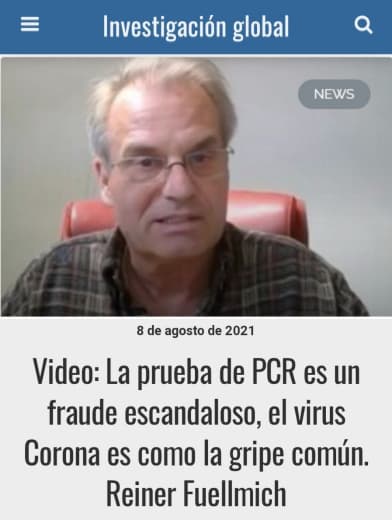 Investigación global
NEWS
8 de agosto de 2021
Video: La prueba de PCR es un
fraude escandaloso, el virus
Corona es como la gripe común.
Reiner Fuellmich